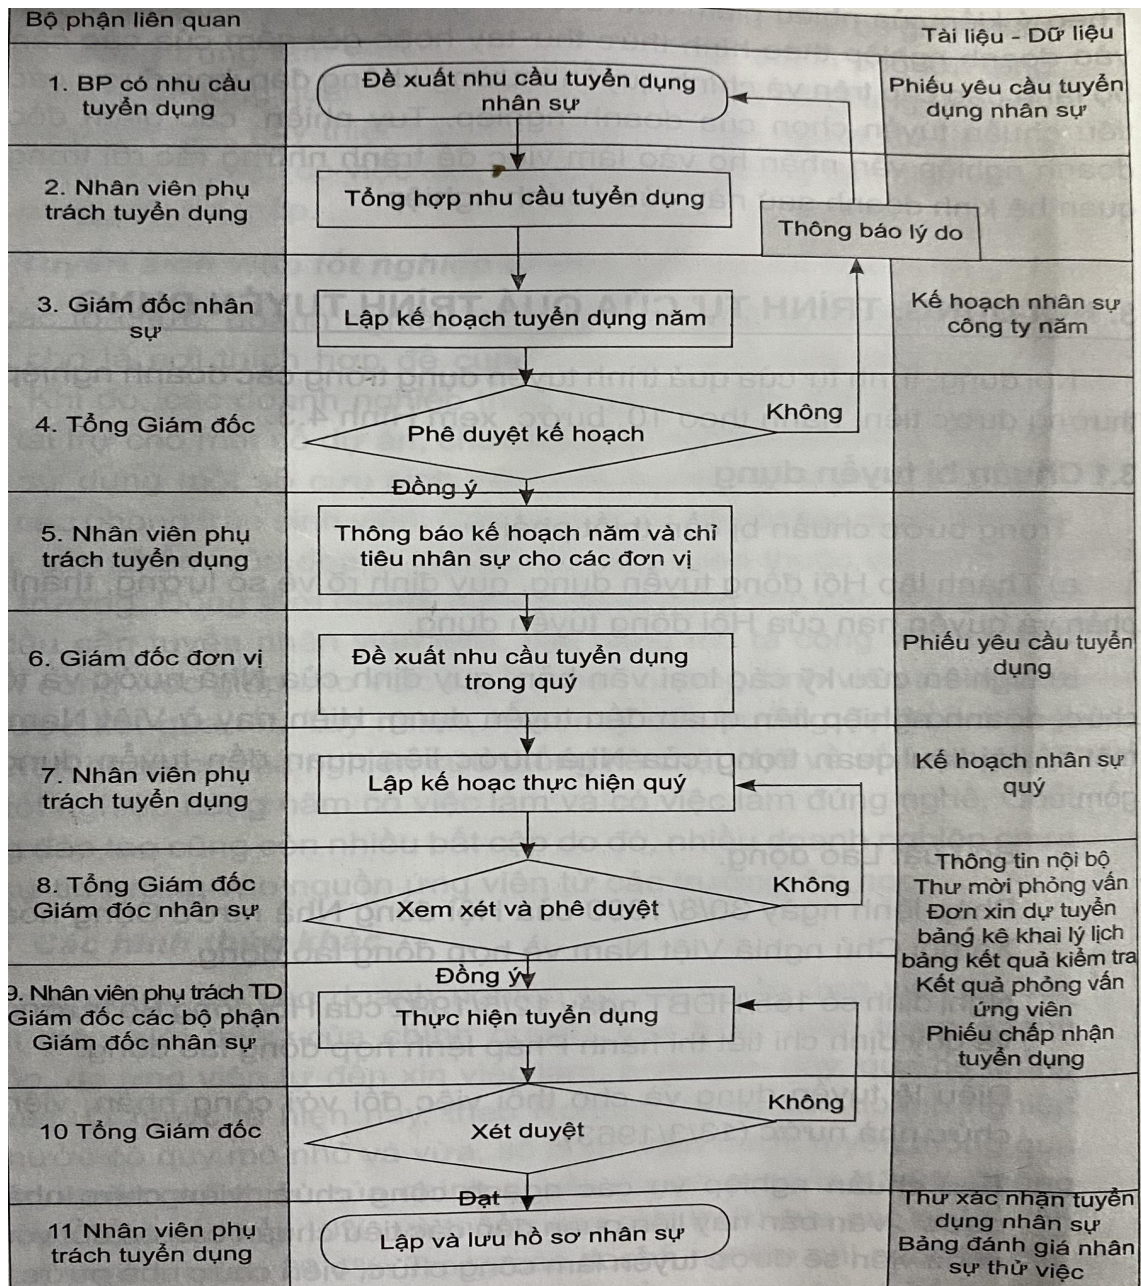 Bộ phận liên quan
Tài liệu - Dữ liệu
1. BP có nhu cầu
tuyển dụng
Đề xuất nhu cầu tuyển dụng
nhân sự
Phiếu yêu cầu tuyển
dụng nhân sự
2. Nhân viên phụ
trách tuyển dụng
Tổng hợp nhu cầu tuyển dụng
Thông báo lý do
3. Giám đốc nhân
sự
Lập kế hoạch tuyển dụng năm
Kế hoạch nhân sự
công ty năm
4. Tổng Giám đốc
Phê duyệt kế hoạch
Không
Đồng ý
5. Nhân viên phụ
trách tuyển dụng
Thông báo kế hoạch năm và chỉ
tiêu nhân sự cho các đơn vị
6. Giám đốc đơn vị
Đề xuất nhu cầu tuyển dụng
trong quý
Phiếu yêu cầu tuyển
dụng
7. Nhân viên phụ
trách tuyển dụng
Lập kế hoạc thực hiện quý
Kế hoạch nhân sự
quý
8. Tổng Giám đốc
Giám đóc nhân sự
Xem xét và phê duyệt
Không
Đồng ý
Thông tin nội bộ
Thư mời phỏng vấn
Đơn xin dự tuyển
bảng kê khai lý lịch
bảng kết quả kiểm tra
Kết quả phỏng vấn
ứng viên
Phiếu chấp nhận
tuyển dụng
9. Nhân viên phụ trách TD
Giám đốc các bộ phận
Giám đốc nhân sự
Thực hiện tuyển dụng
10 Tổng Giám đốc
Xét duyệt
Không
Đạt
11 Nhân viên phụ
trách tuyển dụng
Lập và lưu hồ sơ nhân sự
Thư xác nhận tuyển
dụng nhân sự
Bảng đánh giá nhân
sự thử việc